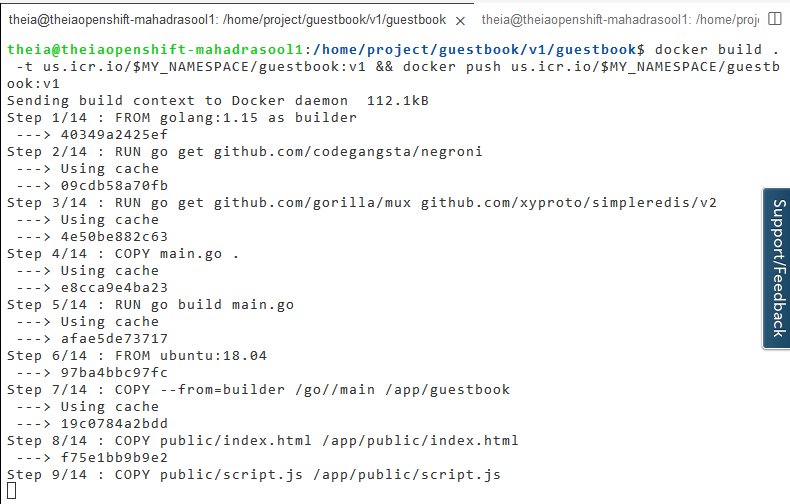 theia@theiaopenshift-mahadrasool1: /home/project/guestbook/v1/guestbook ×
theia@theiaopenshift-mahadrasool1: /home/proj
theia@theiaopenshift-mahadrasool1:/home/project/guestbook/v1/guestbook$ docker build .
 -t us.icr.io/$MY_NAMESPACE/guestbook:v1 && docker push us.icr.io/$MY_NAMESPACE/guestb
ook:v1
Sending build context to Docker daemon  112.1kB
Step 1/14 : FROM golang:1.15 as builder
 ---> 40349a2425ef
Step 2/14 : RUN go get github.com/codegangsta/negroni
 ---> Using cache
 ---> 09cdb58a70fb
Step 3/14 : RUN go get github.com/gorilla/mux github.com/xyproto/simpleredis/v2
 ---> Using cache
 ---> 4e50be882c63
Step 4/14 : COPY main.go .
 ---> Using cache
 ---> e8cca9e4ba23
Step 5/14 : RUN go build main.go
 ---> Using cache
 ---> afae5de73717
Step 6/14 : FROM ubuntu:18.04
 ---> 97ba4bbc97fc
Step 7/14 : COPY --from=builder /go//main /app/guestbook
 ---> Using cache
 ---> 19c0784a2bdd
Step 8/14 : COPY public/index.html /app/public/index.html
 ---> f75e1bb9b9e2
Step 9/14 : COPY public/script.js /app/public/script.js
Support/Feedback